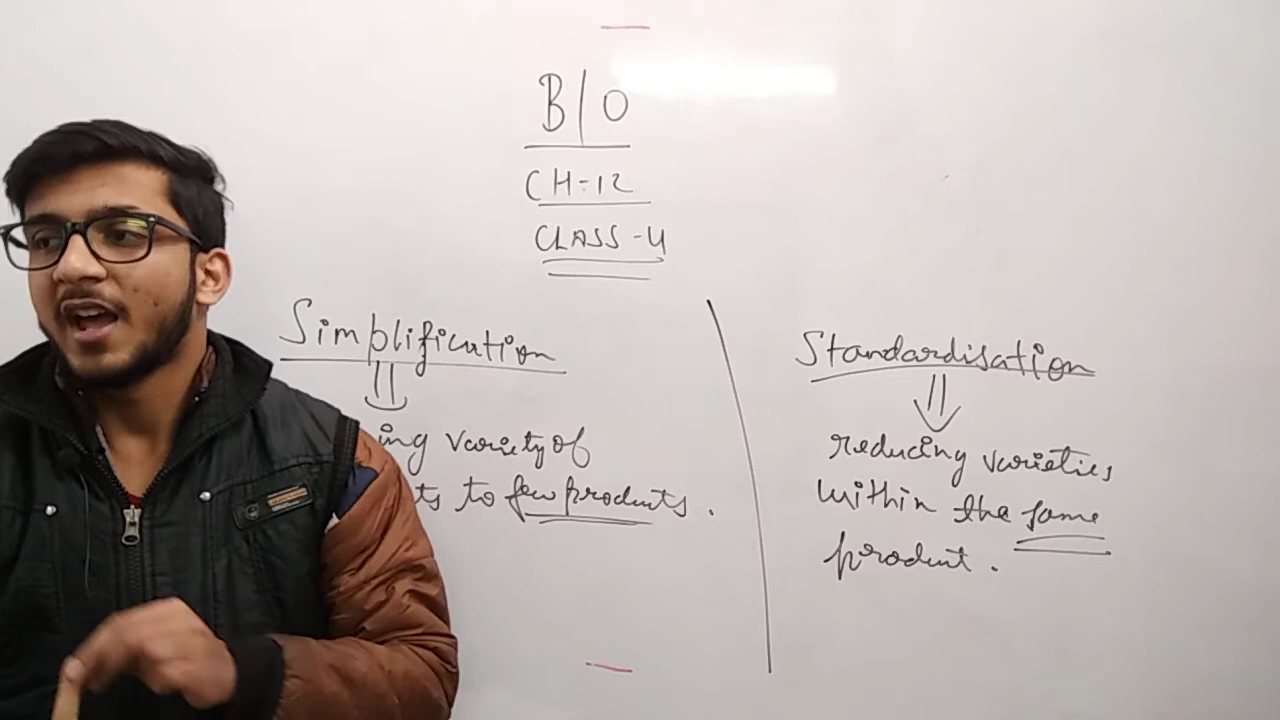 B/O
CH-12
CLASS-4
Simplification
ing variety of
ts to few products.
Standardisation
reducing varieties
within the same
product.